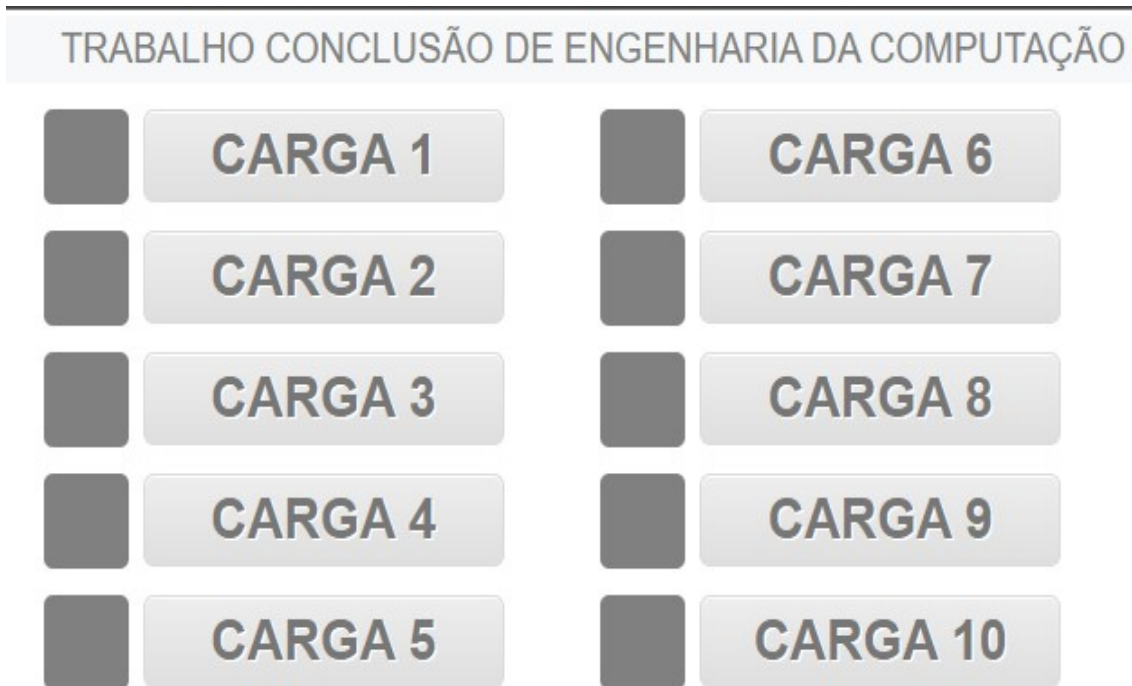 TRABALHO CONCLUSÃO DE ENGENHARIA DA COMPUTAÇÃO
CARGA 1
CARGA 2
CARGA 3
CARGA 4
CARGA 5
CARGA 6
CARGA 7
CARGA 8
CARGA 9
CARGA 10